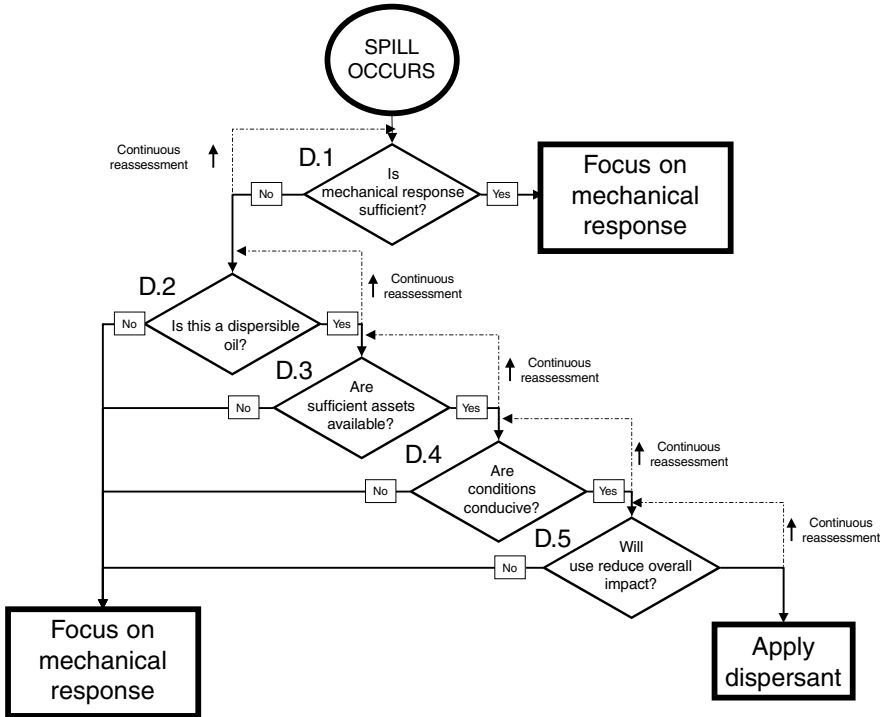 SPILL
OCCURS
Continuous
reassessment
D.1
Is
mechanical response
sufficient?
No
Yes
Focus on
mechanical
response
D.2
Continuous
reassessment
No
Is this a dispersible
oil?
Yes
D.3
Continuous
reassessment
No
Are
sufficient assets
available?
Yes
D.4
Continuous
reassessment
No
Are
conditions
conducive?
Yes
D.5
Continuous
reassessment
No
Will
use reduce overall
impact?
Focus on
mechanical
response
Apply
dispersant